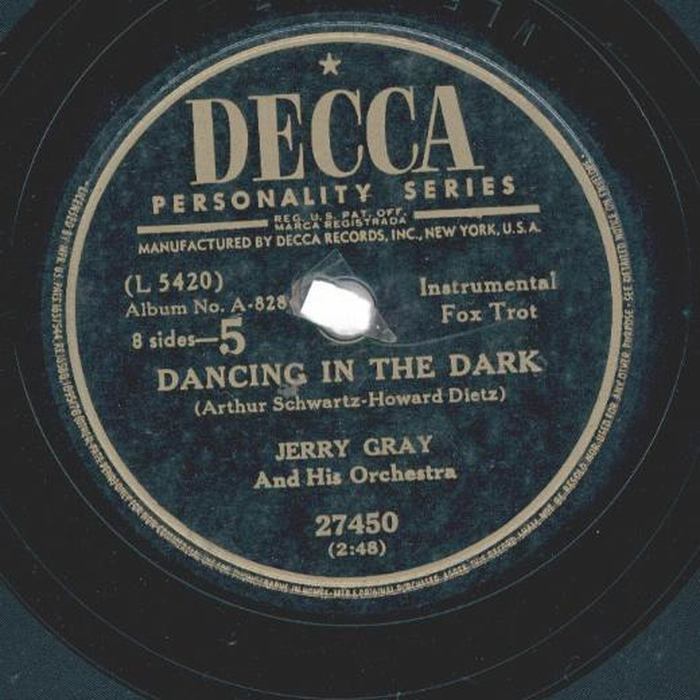 DECCA
PERSONALITY SERIES
REG. U.S. PAT. OFF.
MARCA REGISTRADA
MANUFACTURED BY DECCA RECORDS, INC., NEW YORK, U.S.A.
(L 5420)
Album No. A-828
8 sides—5
Instrumental
Fox Trot
DANCING IN THE DARK
(Arthur Schwartz-Howard Dietz)
JERRY GRAY
And His Orchestra
27450
(2:48)